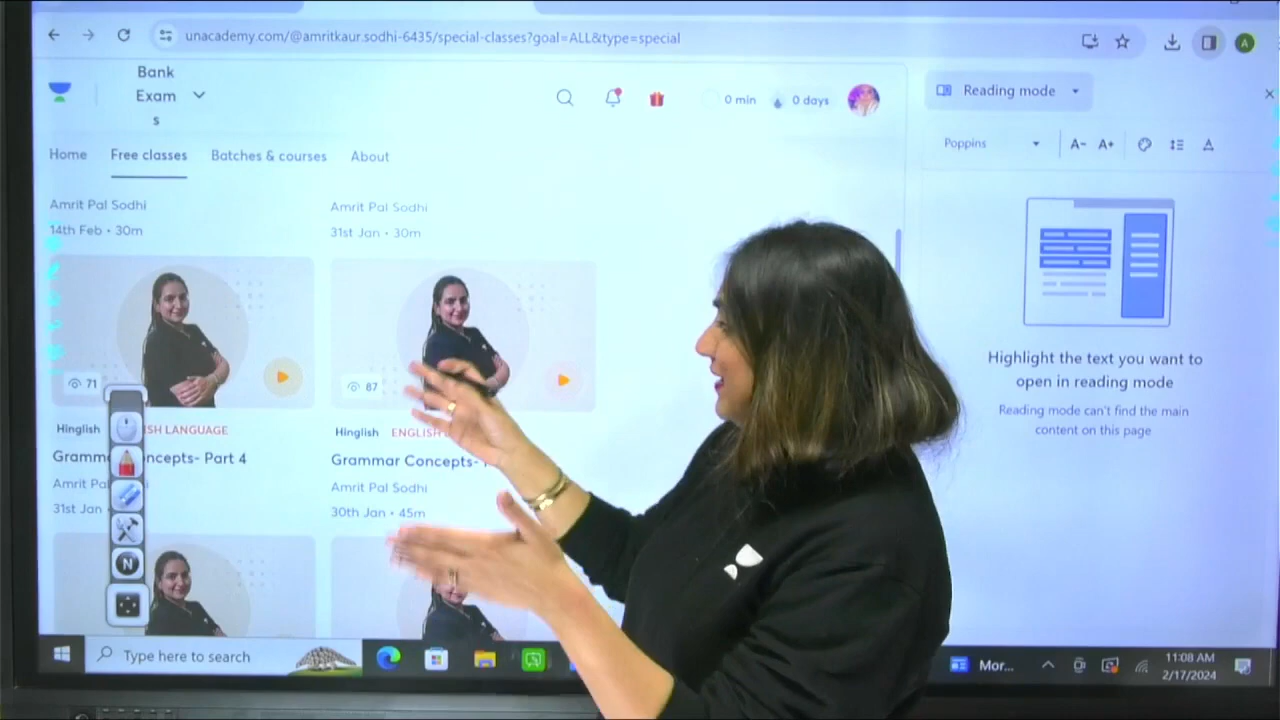 unacademy.com/@amritkaur.sodhi-6435/special-classes?goal=ALL&type=special
A
Bank
Exam
s
0 min
0 days
Reading mode
Home
Free classes
Batches & courses
About
Poppins
A-
A+
Amrit Pal Sodhi
14th Feb • 30m
Amrit Pal Sodhi
31st Jan • 30m
71
87
Hinglish
ISH LANGUAGE
Gramm
ncepts- Part 4
Amrit Pal
31st Jan
Hinglish
ENGLISH
Grammar Concepts-
Amrit Pal Sodhi
30th Jan • 45m
Highlight the text you want to
open in reading mode
Reading mode can't find the main
content on this page
N
Type here to search
Mor...
11:08 AM
2/17/2024